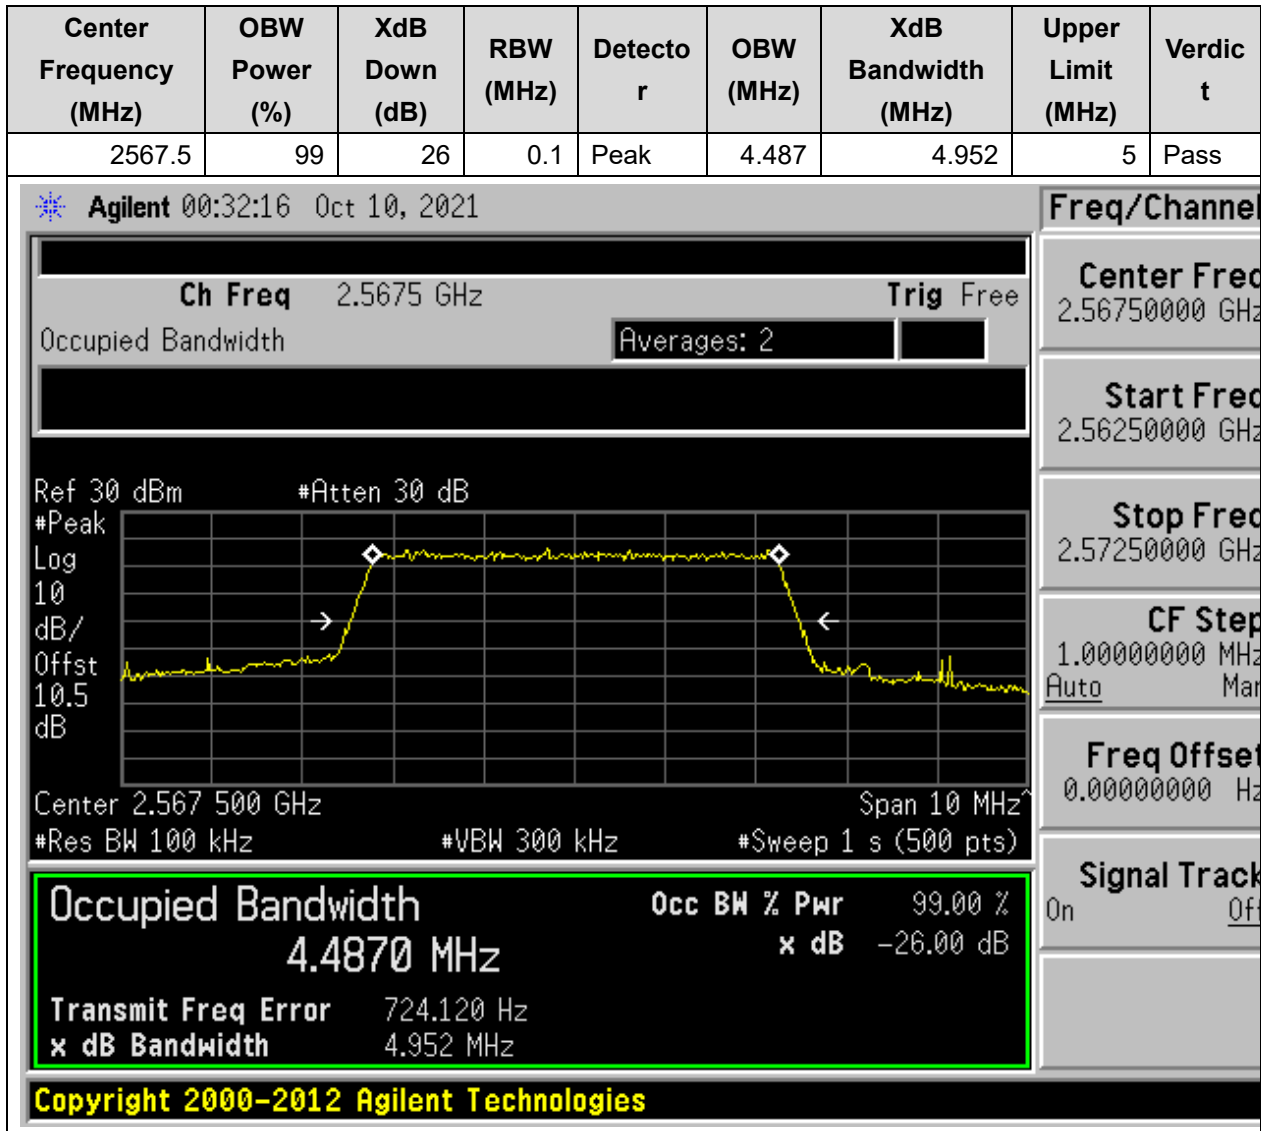 Center Frequency (MHz) OBW Power (%) XdB Down (dB) RBW (MHz) Detector OBW (MHz) XdB Bandwidth (MHz) Upper Limit (MHz) Verdict
2567.5 99 26 0.1 Peak 4.487 4.952 5 Pass
Agilent 00:32:16 Oct 10, 2021
Ch Freq 2.5675 GHz Trig Free
Occupied Bandwidth Averages: 2
Ref 30 dBm #Atten 30 dB
#Peak
Log
10
dB/
Offst
10.5
dB
Center 2.567 500 GHz Span 10 MHz^
#Res BW 100 kHz #VBW 300 kHz #Sweep 1 s (500 pts)
Occupied Bandwidth Occ BW % Pwr 99.00 %
4.4870 MHz x dB -26.00 dB
Transmit Freq Error 724.120 Hz
x dB Bandwidth 4.952 MHz
Copyright 2000-2012 Agilent Technologies
Freq/Channel
Center Freq
2.56750000 GHz
Start Freq
2.56250000 GHz
Stop Freq
2.57250000 GHz
CF Step
1.00000000 MHz
Auto Man
Freq Offset
0.00000000 Hz
Signal Track
On Off